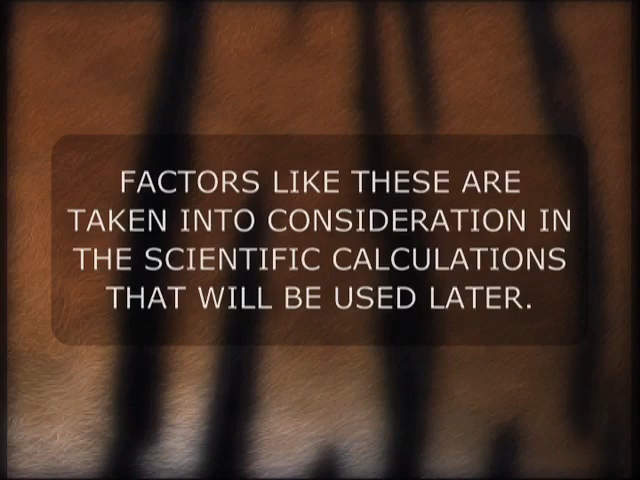 FACTORS LIKE THESE ARE
TAKEN INTO CONSIDERATION IN
THE SCIENTIFIC CALCULATIONS
THAT WILL BE USED LATER.